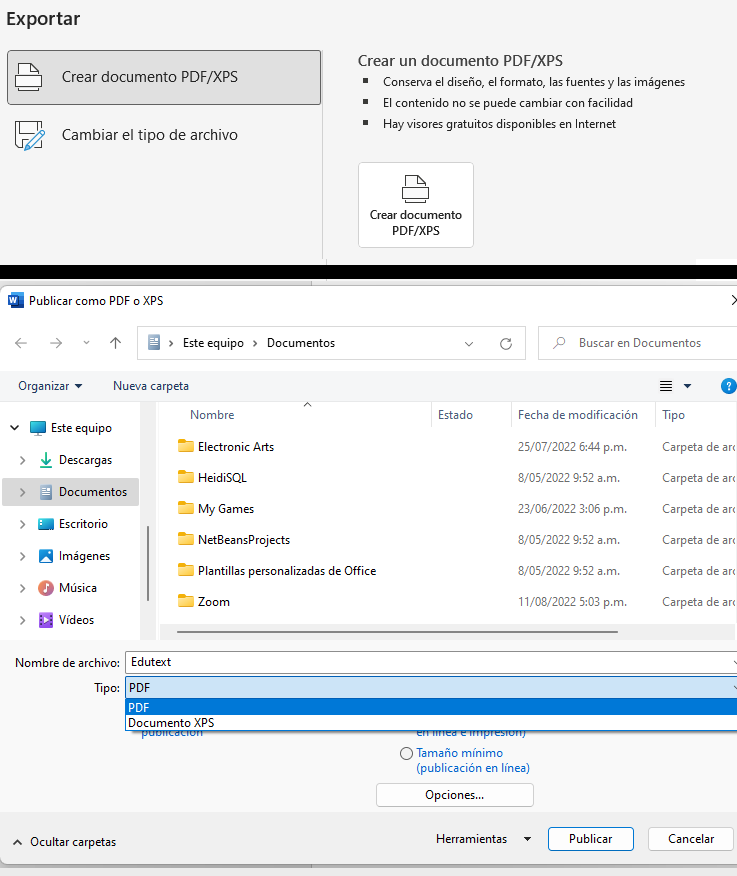 Exportar
Crear documento PDF/XPS
Cambiar el tipo de archivo
Crear un documento PDF/XPS
Conserva el diseño, el formato, las fuentes y las imágenes
El contenido no se puede cambiar con facilidad
Hay visores gratuitos disponibles en Internet
Crear documento
PDF/XPS
Publicar como PDF o XPS
Este equipo > Documentos
Buscar en Documentos
Organizar
Nueva carpeta
Nombre Estado Fecha de modificación Tipo
Este equipo
Descargas
Documentos
Escritorio
Imágenes
Música
Vídeos
Electronic Arts 25/07/2022 6:44 p.m. Carpeta de arc
HeidiSQL 8/05/2022 9:52 a.m. Carpeta de arc
My Games 23/06/2022 3:06 p.m. Carpeta de arc
NetBeansProjects 8/05/2022 9:52 a.m. Carpeta de arc
Plantillas personalizadas de Office 8/05/2022 9:52 a.m. Carpeta de arc
Zoom 11/08/2022 5:03 p.m. Carpeta de arc
Nombre de archivo: Edutext
Tipo: PDF
PDF
Documento XPS
publicación
en línea e impresión)
Tamaño mínimo
(publicación en línea)
Opciones...
Ocultar carpetas
Herramientas
Publicar
Cancelar